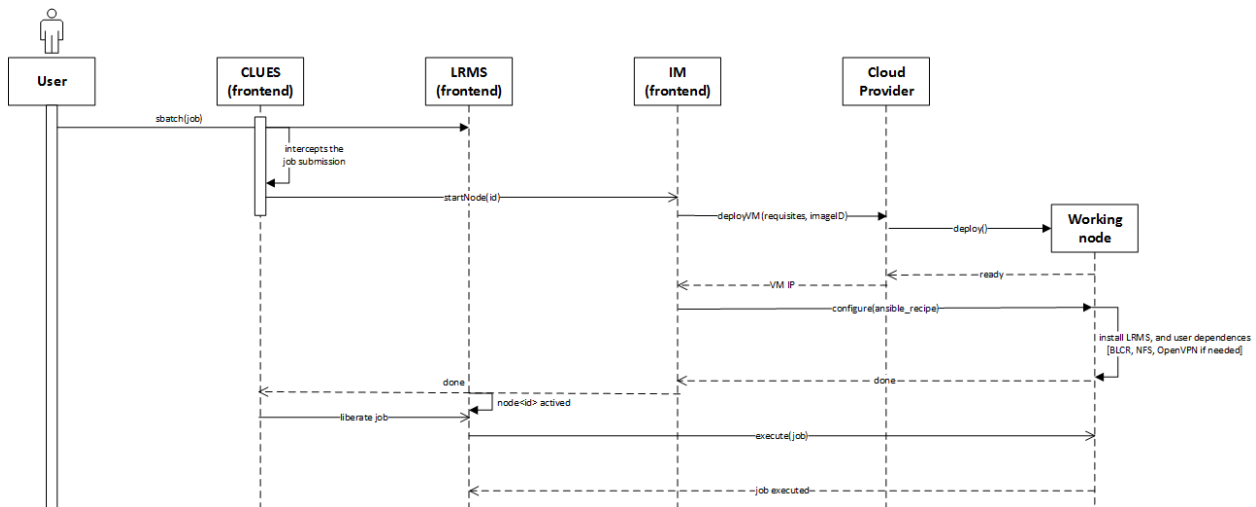 User
CLUES
(frontend)
LRMS
(frontend)
IM
(frontend)
Cloud
Provider
sbatch(job)
intercepts the
job submission
startNode(id)
deployVM(requisites, imageID)
deploy()
Working
node
ready
VM IP
configure(ansible_recipe)
install LRMS, and user dependences
[BLCR, NFS, OpenVPN if needed]
done
done
node<id> actived
liberate job
execute(job)
job executed